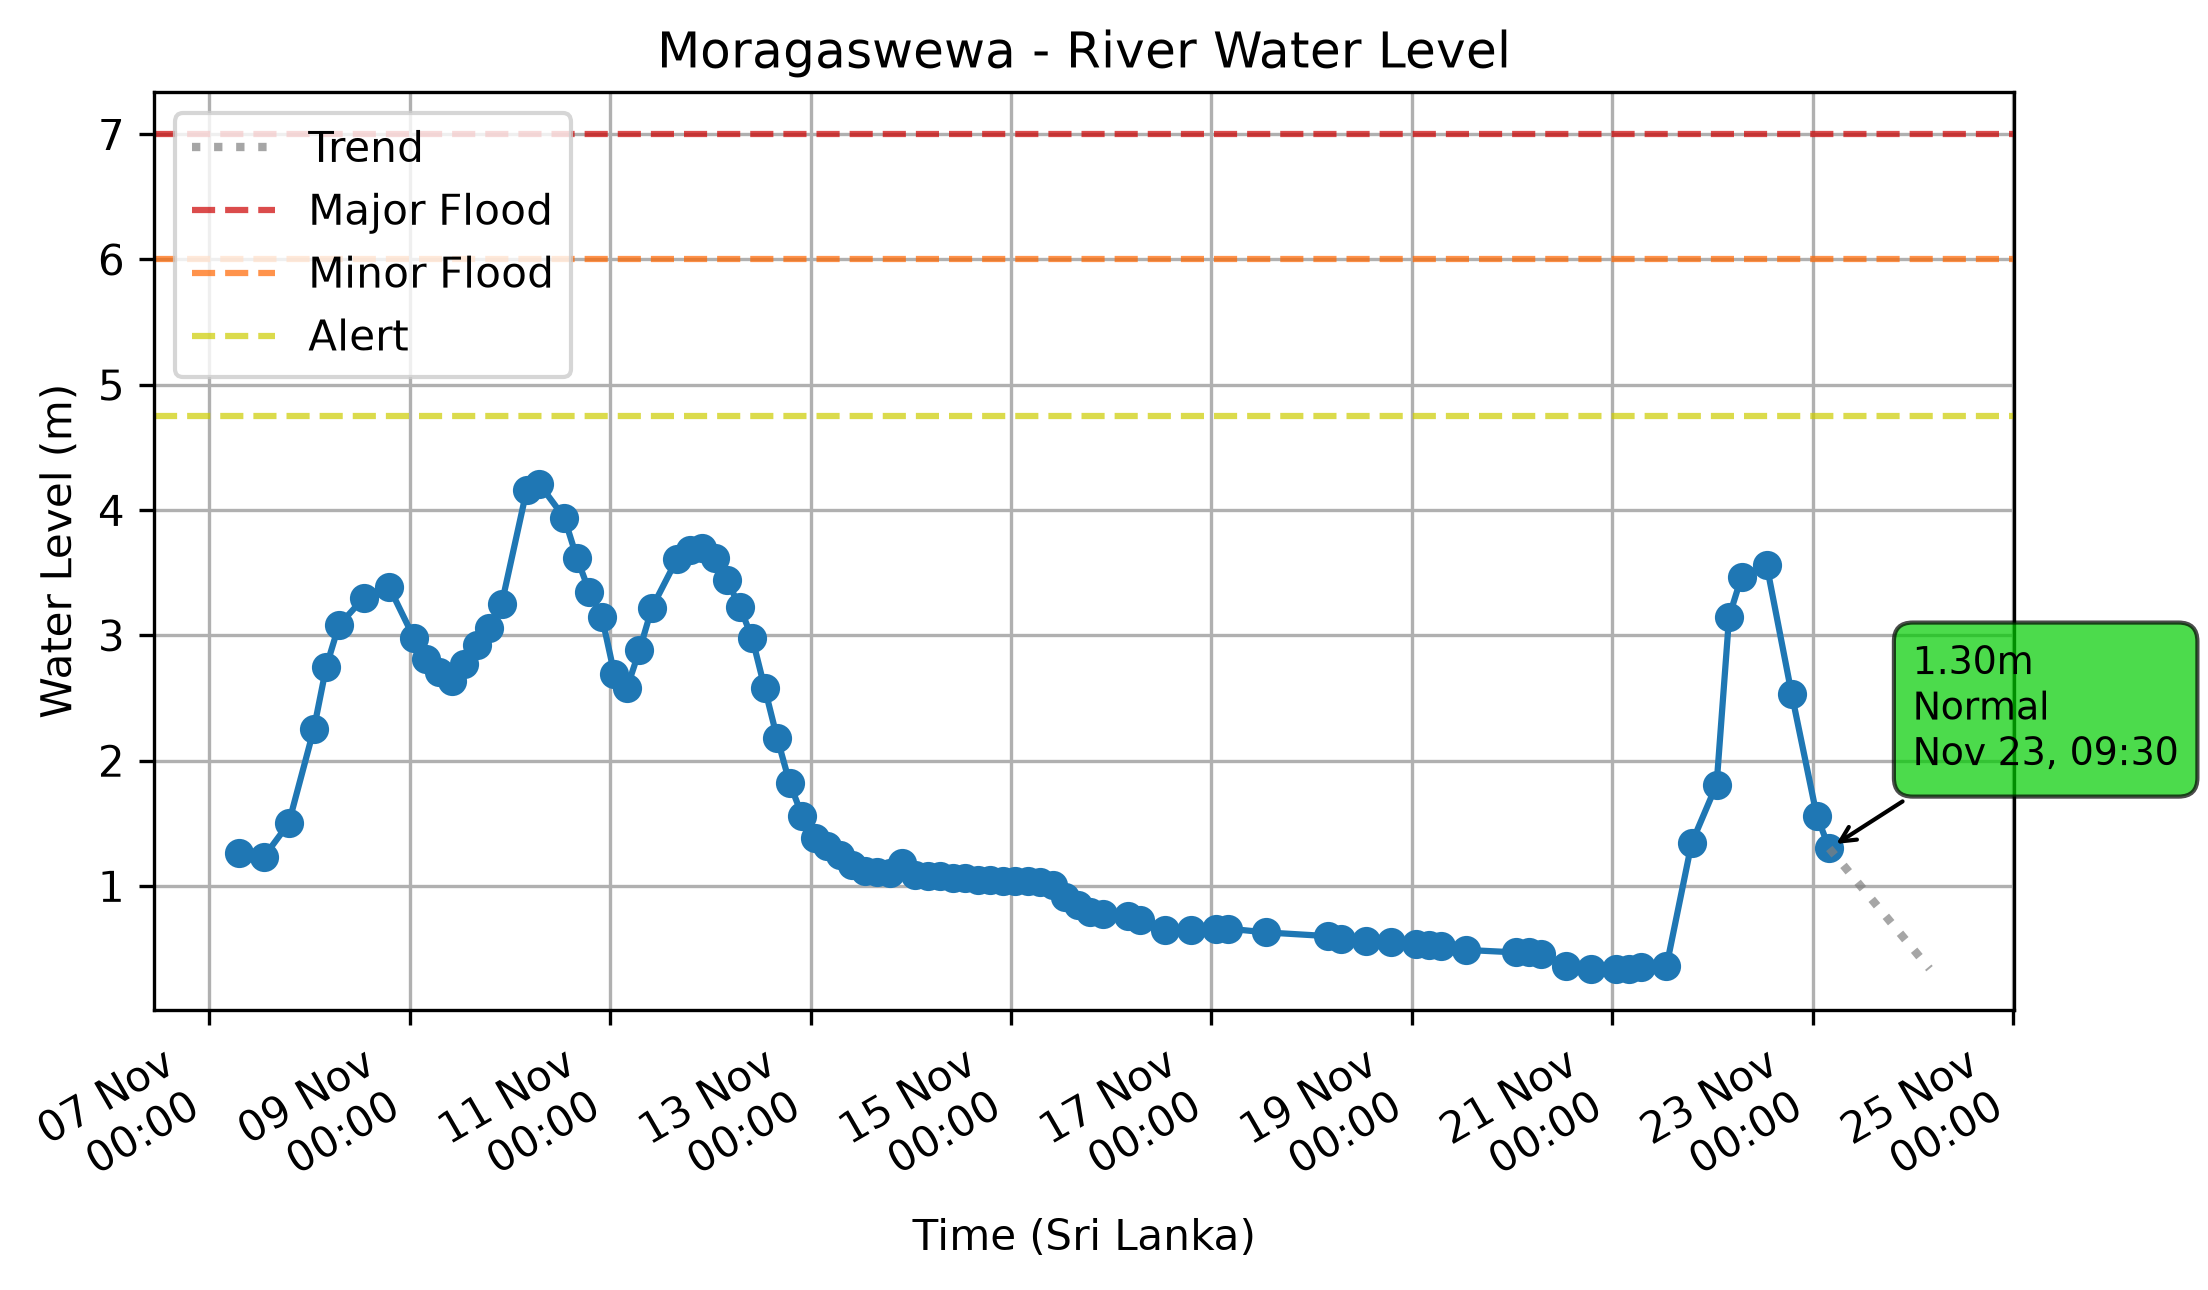 Moragaswewa - River Water Level
Trend
Major Flood
Minor Flood
Alert
7
6
5
4
3
2
1
Water Level (m)
1.30m
Normal
Nov 23, 09:30
07 Nov
00:00
09 Nov
00:00
11 Nov
00:00
13 Nov
00:00
15 Nov
00:00
17 Nov
00:00
19 Nov
00:00
21 Nov
00:00
23 Nov
00:00
25 Nov
00:00
Time (Sri Lanka)